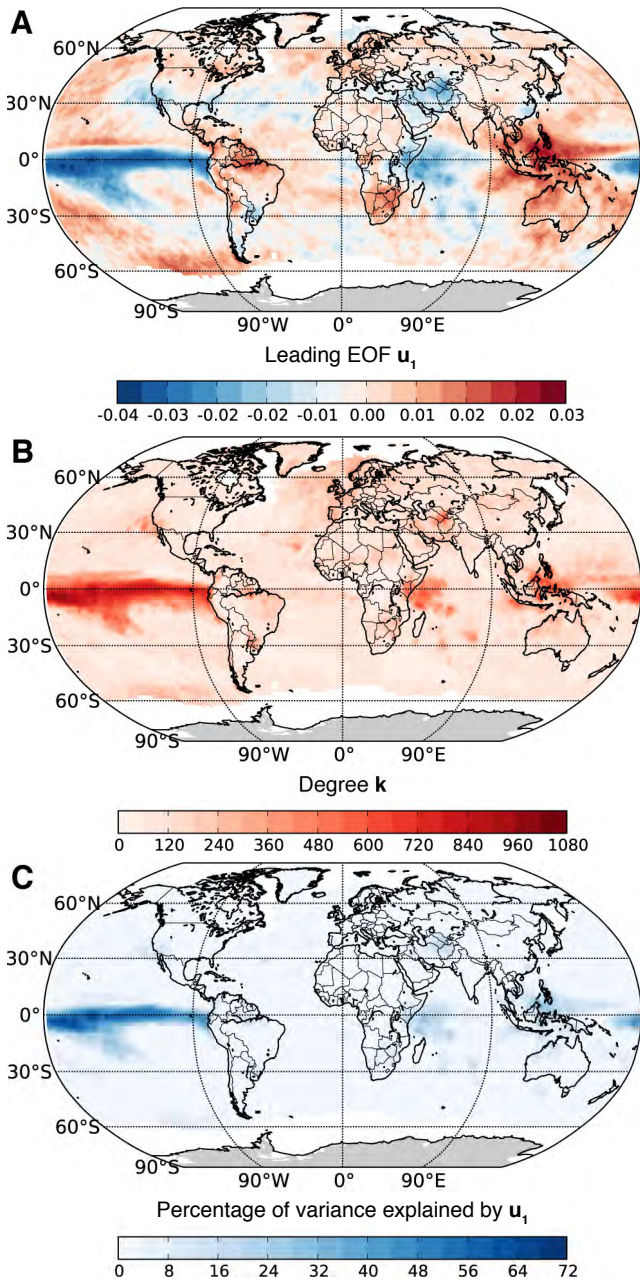 A
60°N
30°N
0°
30°S
60°S
90°S
90°W 0° 90°E
Leading EOF u₁
-0.04 -0.03 -0.02 -0.02 -0.01 -0.01 0.00 0.01 0.02 0.02 0.03
B
60°N
30°N
0°
30°S
60°S
90°S
90°W 0° 90°E
Degree k
0 120 240 360 480 600 720 840 960 1080
C
60°N
30°N
0°
30°S
60°S
90°S
90°W 0° 90°E
Percentage of variance explained by u₁
0 8 16 24 32 40 48 56 64 72